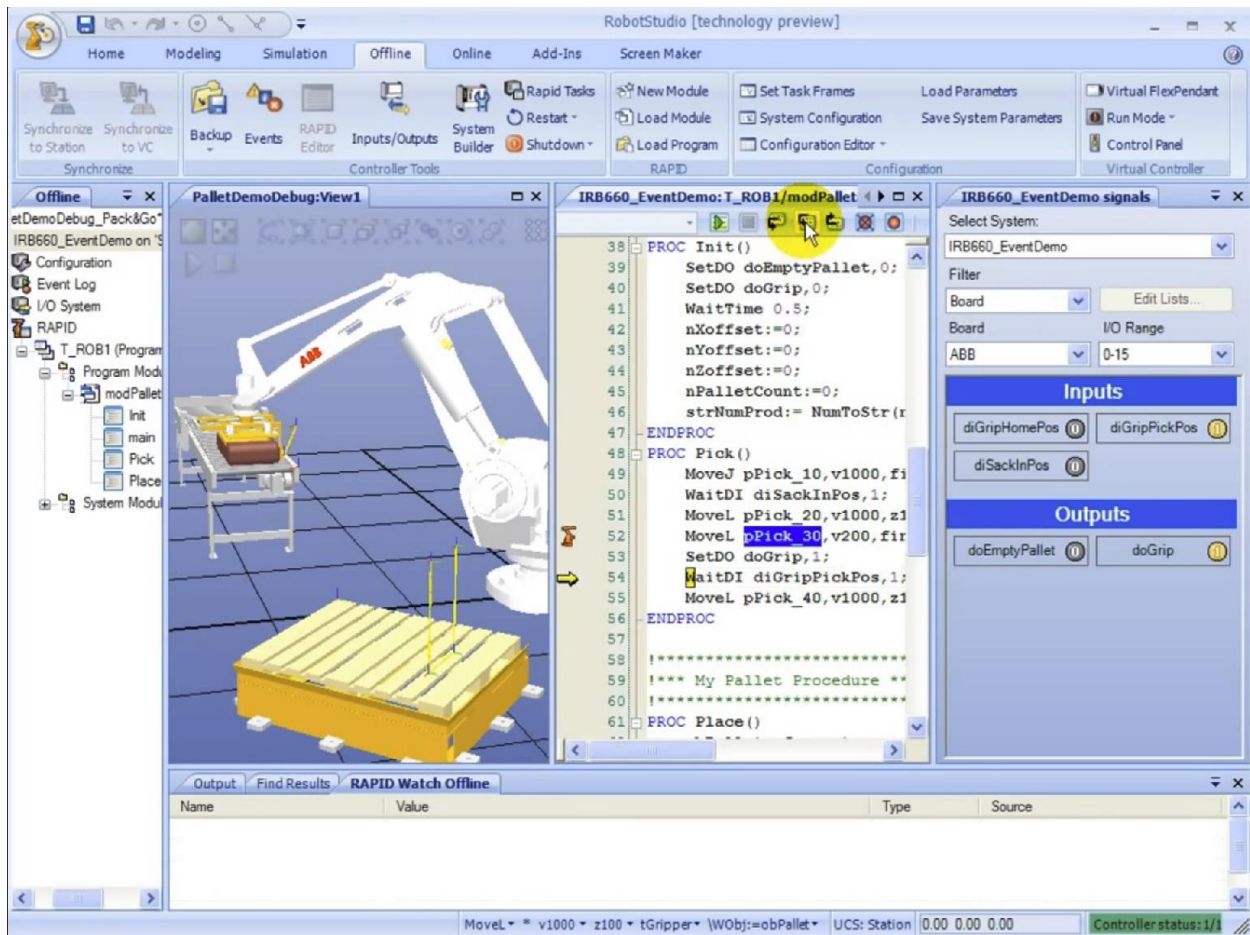 RobotStudio [technology preview]
Home Modeling Simulation Offline Online Add-Ins Screen Maker
Synchronize to Station
Synchronize to VC
Synchronize
Backup
Events
RAPID Editor
Inputs/Outputs
System Builder
Rapid Tasks
Restart
Shutdown
Controller Tools
New Module
Load Module
Load Program
RAPID
Set Task Frames
System Configuration
Configuration Editor
Load Parameters
Save System Parameters
Configuration
Virtual FlexPendant
Run Mode
Control Panel
Virtual Controller
Offline
etDemoDebug_Pack&Go*
IRB660_EventDemo on 'S
Configuration
Event Log
I/O System
RAPID
T_ROB1 (Program
Program Modu
modPallet
Init
main
Pick
Place
System Modul
PalletDemoDebug:View1
ABB
IRB660_EventDemo:T_ROB1/modPallet
38 PROC Init()
39 SetDO doEmptyPallet,0;
40 SetDO doGrip,0;
41 WaitTime 0.5;
42 nXoffset:=0;
43 nYoffset:=0;
44 nZoffset:=0;
45 nPalletCount:=0;
46 strNumProd:= NumToStr(r
47 ENDPROC
48 PROC Pick()
49 MoveJ pPick_10,v1000,fi
50 WaitDI diSackInPos,1;
51 MoveL pPick_20,v1000,z1
52 MoveL pPick_30,v200,fir
53 SetDO doGrip,1;
54 WaitDI diGripPickPos,1;
55 MoveL pPick_40,v1000,z1
56 ENDPROC
57
58 !**************************
59 !*** My Pallet Procedure **
60 !**************************
61 PROC Place()
IRB660_EventDemo signals
Select System:
IRB660_EventDemo
Filter
Board Edit Lists...
Board I/O Range
ABB 0-15
Inputs
diGripHomePos 0 diGripPickPos 1
diSackInPos 0
Outputs
doEmptyPallet 0 doGrip 1
Output Find Results RAPID Watch Offline
Name Value Type Source
MoveL * v1000 z100 tGripper \WObj:=obPallet UCS: Station 0.00 0.00 0.00 Controller status: 1/1